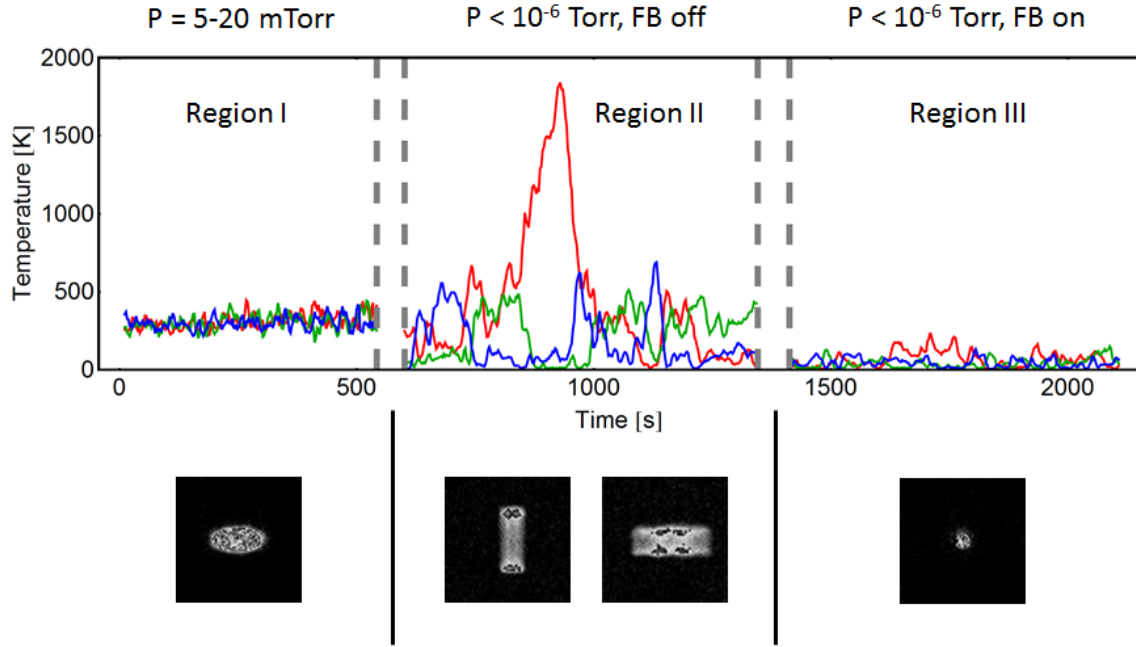 P = 5-20 mTorr
P < 10⁻⁶ Torr, FB off
P < 10⁻⁶ Torr, FB on
Region I
Region II
Region III
Temperature [K]
2000
1500
1000
500
0
0
500
1000
1500
2000
Time [s]